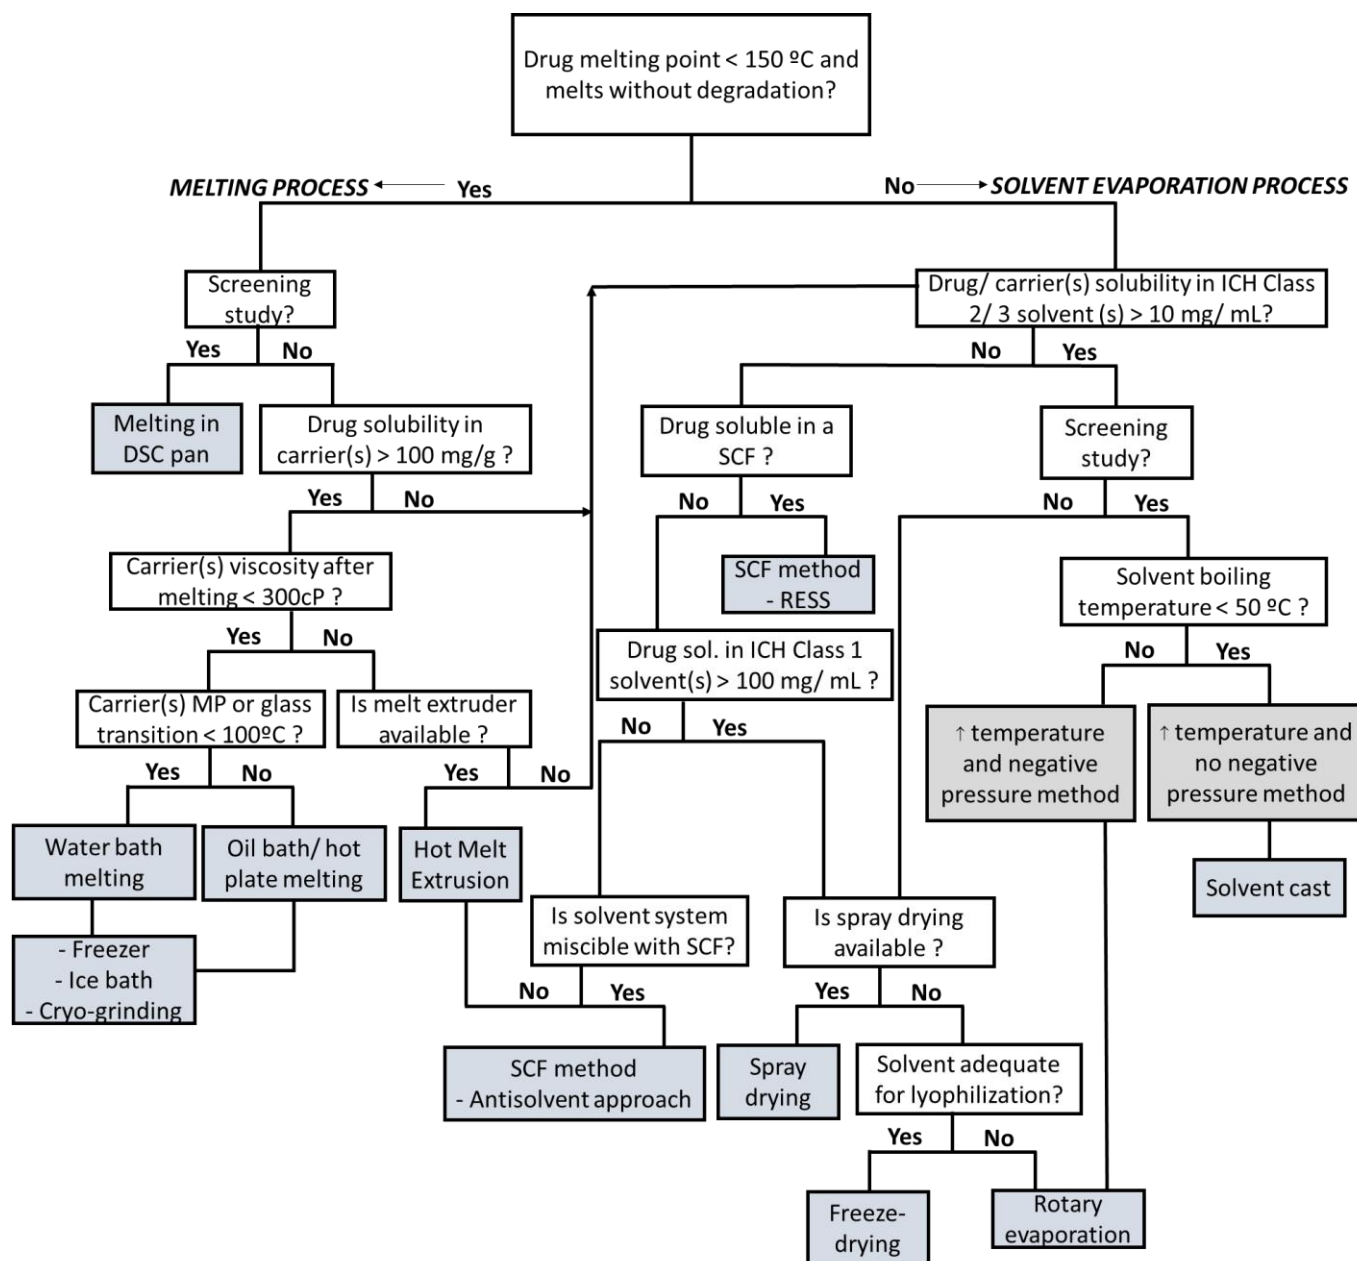 Drug melting point < 150 ºC and
melts without degradation?
MELTING PROCESS
Yes
No
SOLVENT EVAPORATION PROCESS
Screening
study?
Yes
No
Melting in
DSC pan
Drug solubility in
carrier(s) > 100 mg/g ?
Yes
No
Carrier(s) viscosity after
melting < 300cP ?
Yes
No
Carrier(s) MP or glass
transition < 100ºC ?
Is melt extruder
available ?
Yes
No
Yes
No
Water bath
melting
Oil bath/ hot
plate melting
Hot Melt
Extrusion
- Freezer
- Ice bath
- Cryo-grinding
Drug/ carrier(s) solubility in ICH Class
2/ 3 solvent (s) > 10 mg/ mL?
No
Yes
Drug soluble in a
SCF ?
Screening
study?
No
Yes
No
Yes
SCF method
- RESS
Solvent boiling
temperature < 50 ºC ?
Drug sol. in ICH Class 1
solvent(s) > 100 mg/ mL ?
No
Yes
No
Yes
↑ temperature
and negative
pressure method
↑ temperature and
no negative
pressure method
Solvent cast
Is solvent system
miscible with SCF?
Is spray drying
available ?
No
Yes
Yes
No
SCF method
- Antisolvent approach
Spray
drying
Solvent adequate
for lyophilization?
Yes
No
Freeze-
drying
Rotary
evaporation